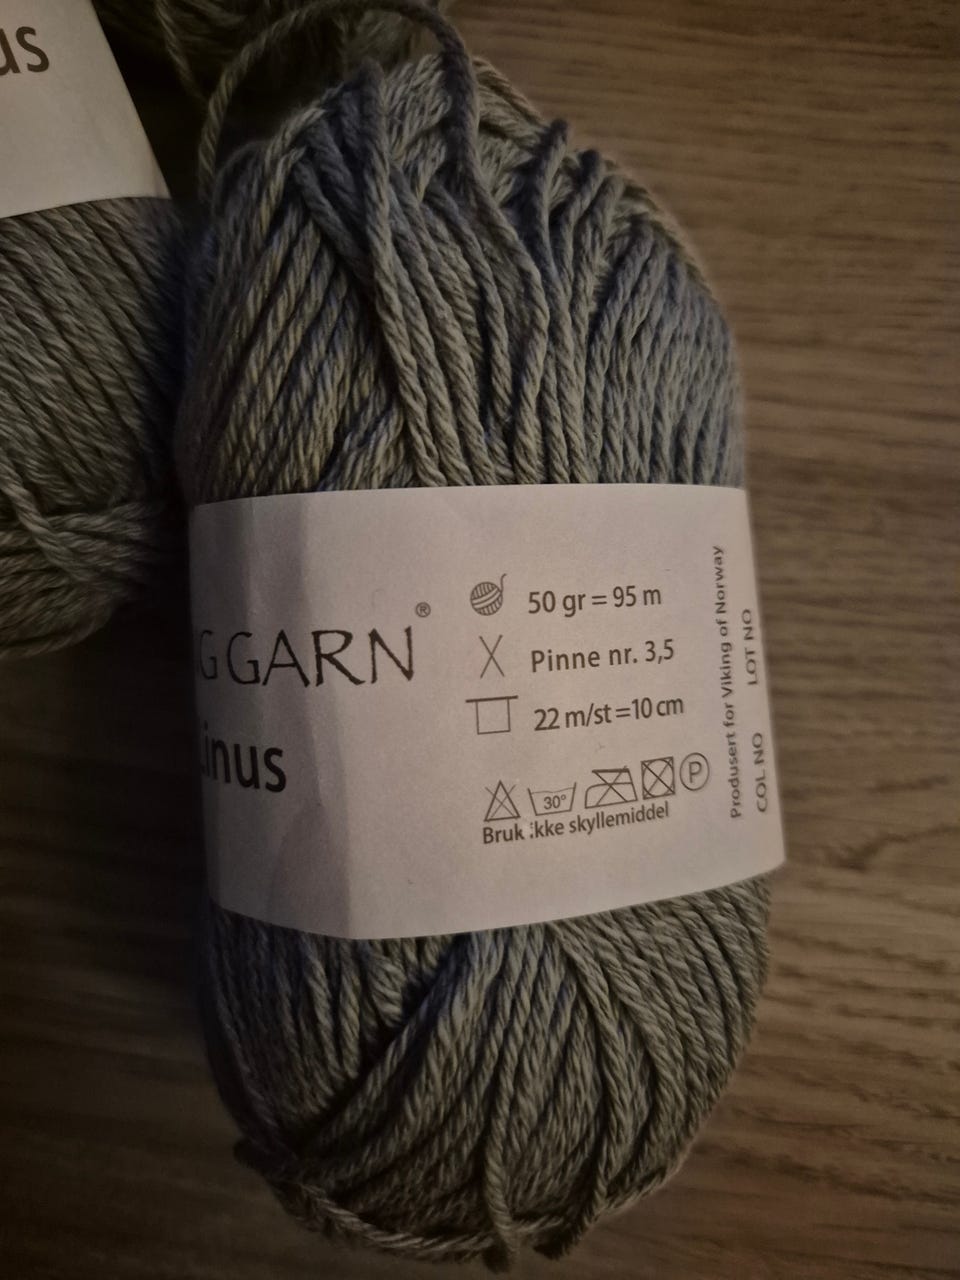 us
G GARN®
Linus
50 gr = 95 m
Pinne nr. 3,5
22 m/st = 10 cm
30°
P
Bruk ikke skyllemiddel
Produsert for Viking of Norway
COL NO LOT NO